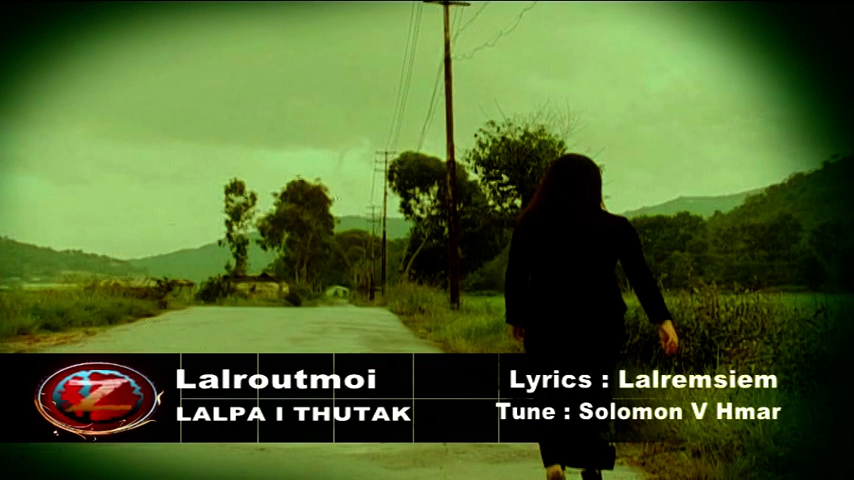 Z
Lalroutmoi
LALPA I THUTAK
Lyrics : Lalremsiem
Tune : Solomon V Hmar